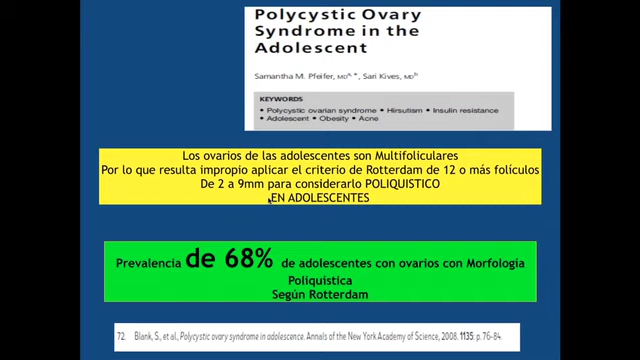 Polycystic Ovary
Syndrome in the
Adolescent
Samantha M. Pfeifer, MDa,*, Sari Kives, MDb
KEYWORDS
• Polycystic ovarian syndrome • Hirsutism • Insulin resistance
• Adolescent • Obesity • Acne
Los ovarios de las adolescentes son Multifoliculares
Por lo que resulta impropio aplicar el criterio de Rotterdam de 12 o más folículos
De 2 a 9mm para considerarlo POLIQUISTICO
EN ADOLESCENTES
Prevalencia de 68% de adolescentes con ovarios con Morfología
Poliquística
Según Rotterdam
72. Blank, S., et al., Polycystic ovary syndrome in adolescence. Annals of the New York Academy of Science, 2008. 1135: p. 76-84.